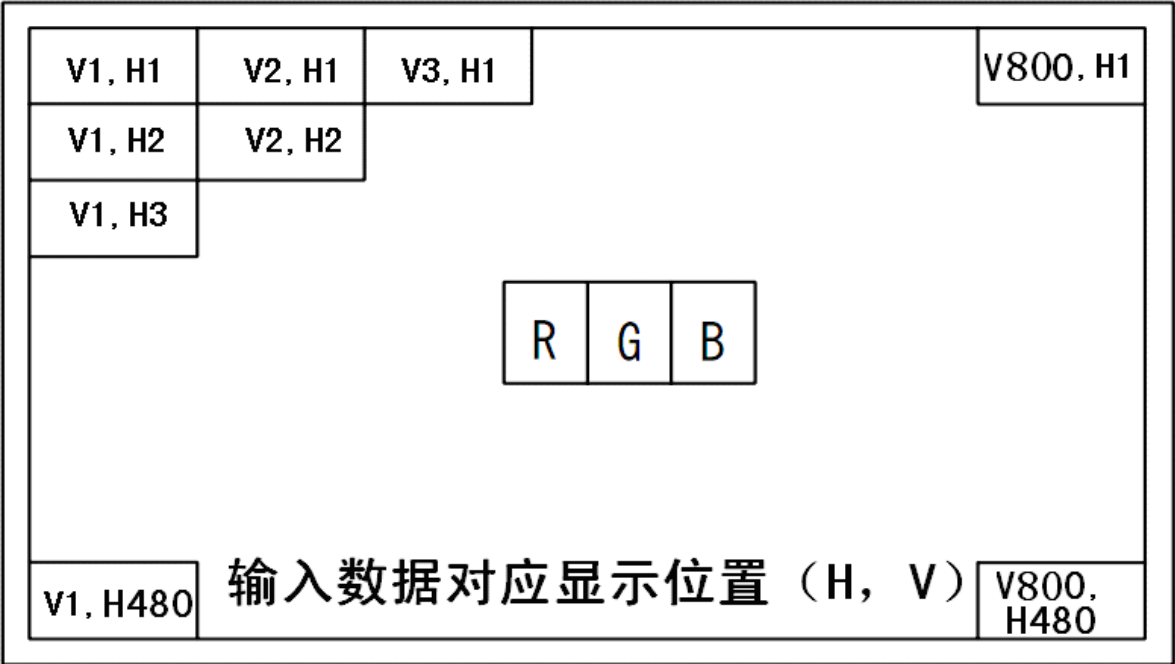 V1, H1 V2, H1 V3, H1 V800, H1
V1, H2 V2, H2
V1, H3
R G B
V1, H480 输入数据对应显示位置（H，V） V800,
H480